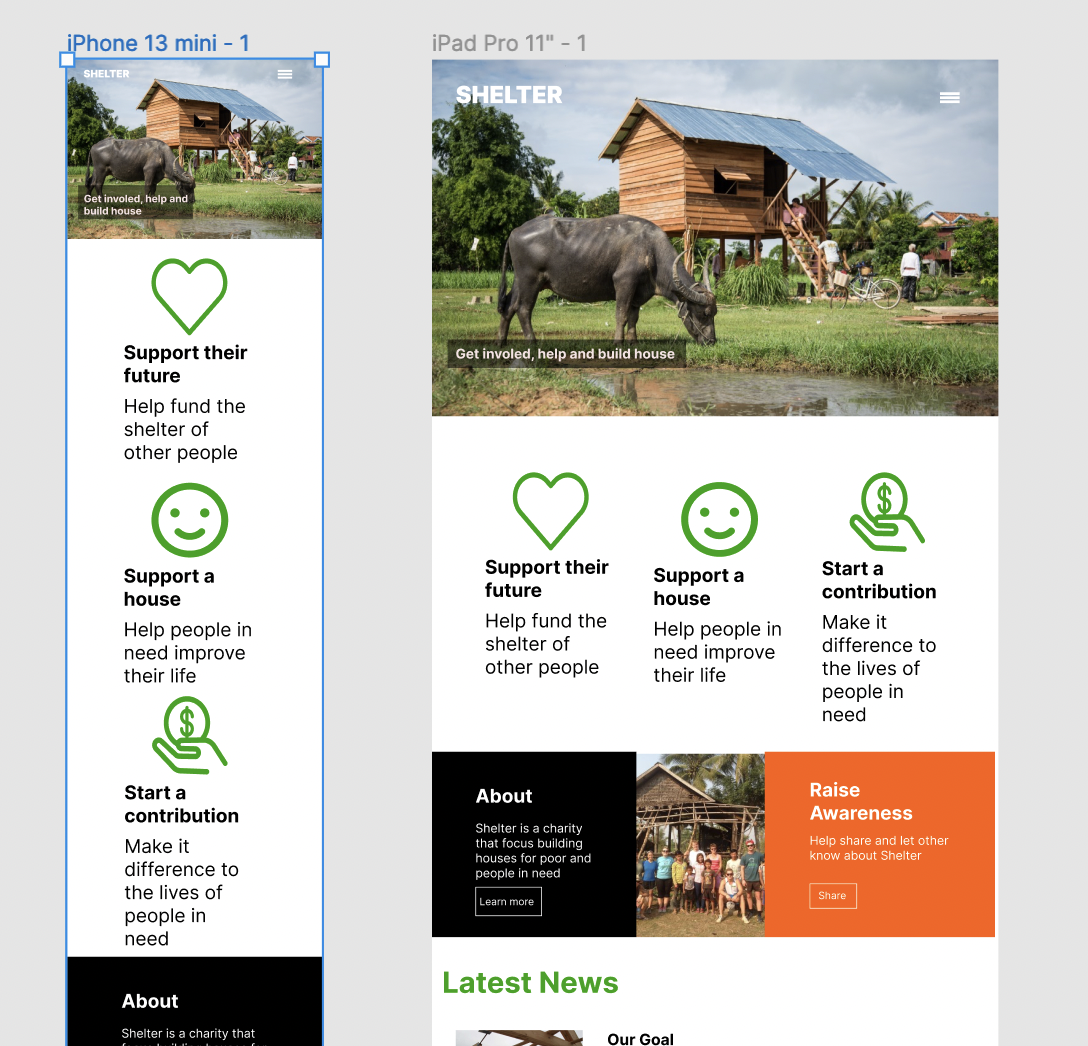 iPhone 13 mini - 1
SHELTER
Get involed, help and
build house
Support their
future
Help fund the
shelter of
other people
Support a
house
Help people in
need improve
their life
$
Start a
contribution
Make it
difference to
the lives of
people in
need
About
Shelter is a charity that
iPad Pro 11" - 1
SHELTER
Get involed, help and build house
Support their
future
Help fund the
shelter of
other people
Support a
house
Help people in
need improve
their life
$
Start a
contribution
Make it
difference to
the lives of
people in
need
About
Shelter is a charity
that focus building
houses for poor and
people in need
Learn more
Raise
Awareness
Help share and let other
know about Shelter
Share
Latest News
Our Goal